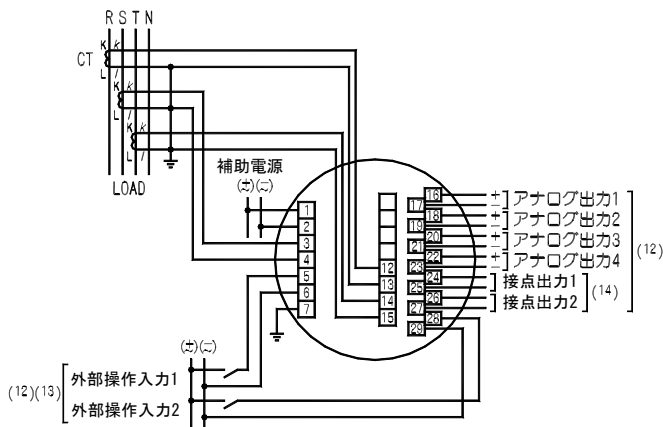 R S T N
K k
CT
L l
K k
L l
K k
L l
LOAD
補助電源
(±)(=)
1
2
3
4
5
6
7
12
13
14
15
16
17
18
19
20
21
22
23
24
25
26
27
28
29
± アナログ出力1
± アナログ出力2
± アナログ出力3
± アナログ出力4
接点出力1
接点出力2
(14)
(12)
(±)(=)
(12)(13)
外部操作入力1
外部操作入力2